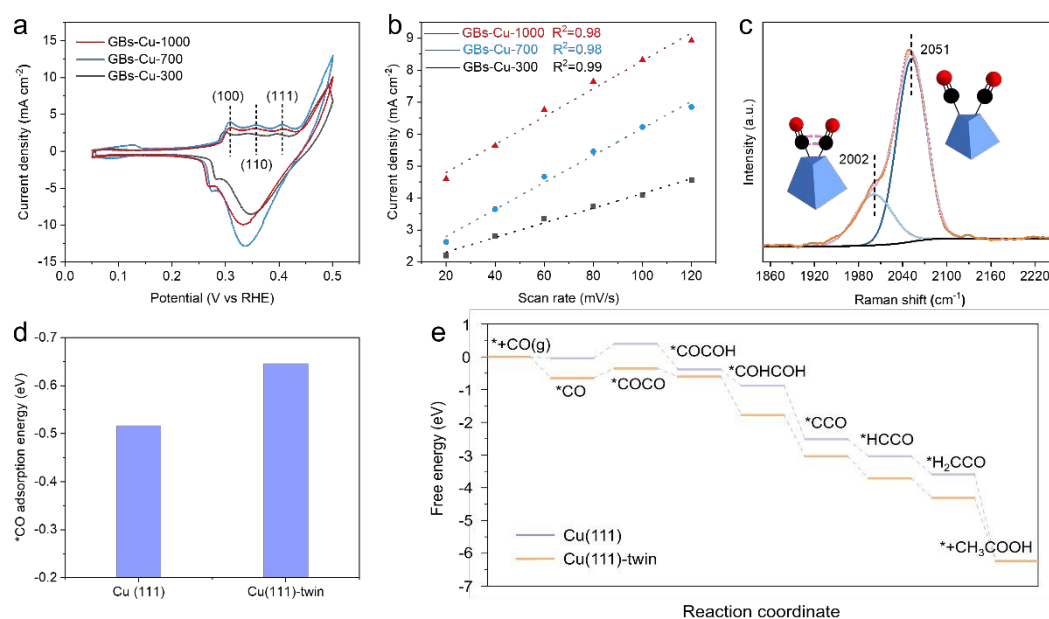 a
GBs-Cu-1000
GBs-Cu-700
GBs-Cu-300
(100)
(111)
(110)
15
10
5
0
-5
-10
-15
0.0
0.1
0.2
0.3
0.4
0.5
Current density (mA cm⁻²)
Potential (V vs RHE)
b
GBs-Cu-1000 R²=0.98
GBs-Cu-700 R²=0.98
GBs-Cu-300 R²=0.99
10
9
8
7
6
5
4
3
2
20
40
60
80
100
120
Current density (mA cm⁻²)
Scan rate (mV/s)
c
2051
2002
Intensity (a.u.)
1860
1920
1980
2040
2100
2160
2220
Raman shift (cm⁻¹)
d
-0.7
-0.6
-0.5
-0.4
-0.3
-0.2
*CO adsorption energy (eV)
Cu (111)
Cu(111)-twin
e
1
0
-1
-2
-3
-4
-5
-6
-7
Free energy (eV)
*+CO(g)
*CO
*COCO
*COCOH
*COHCOH
*CCO
*HCCO
*H₂CCO
*+CH₃COOH
Cu(111)
Cu(111)-twin
Reaction coordinate